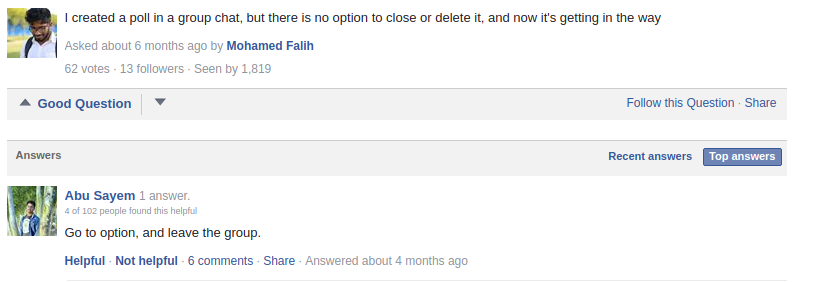 I created a poll in a group chat, but there is no option to close or delete it, and now it's getting in the way
Asked about 6 months ago by Mohamed Falih
62 votes · 13 followers · Seen by 1,819
Good Question
Follow this Question · Share
Answers
Recent answers Top answers
Abu Sayem 1 answer.
4 of 102 people found this helpful
Go to option, and leave the group.
Helpful · Not helpful · 6 comments · Share · Answered about 4 months ago